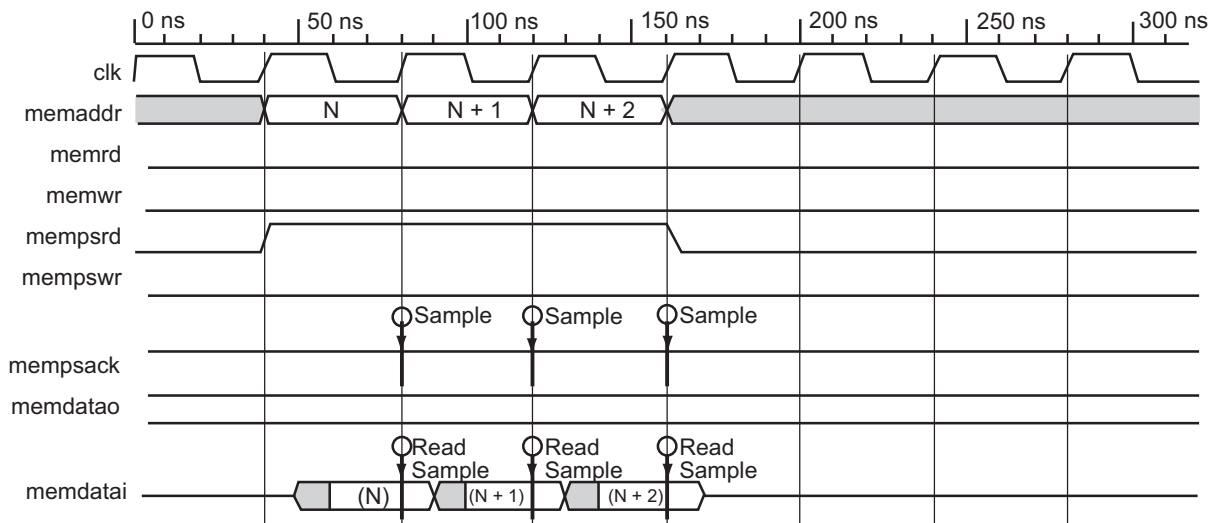 0 ns 50 ns 100 ns 150 ns 200 ns 250 ns 300 ns
clk
memaddr N N + 1 N + 2
memrd
memwr
mempsrd
mempswr
Sample Sample Sample
mempsack
memdatao
Read Read Read
Sample Sample Sample
memdatai (N) (N + 1) (N + 2)